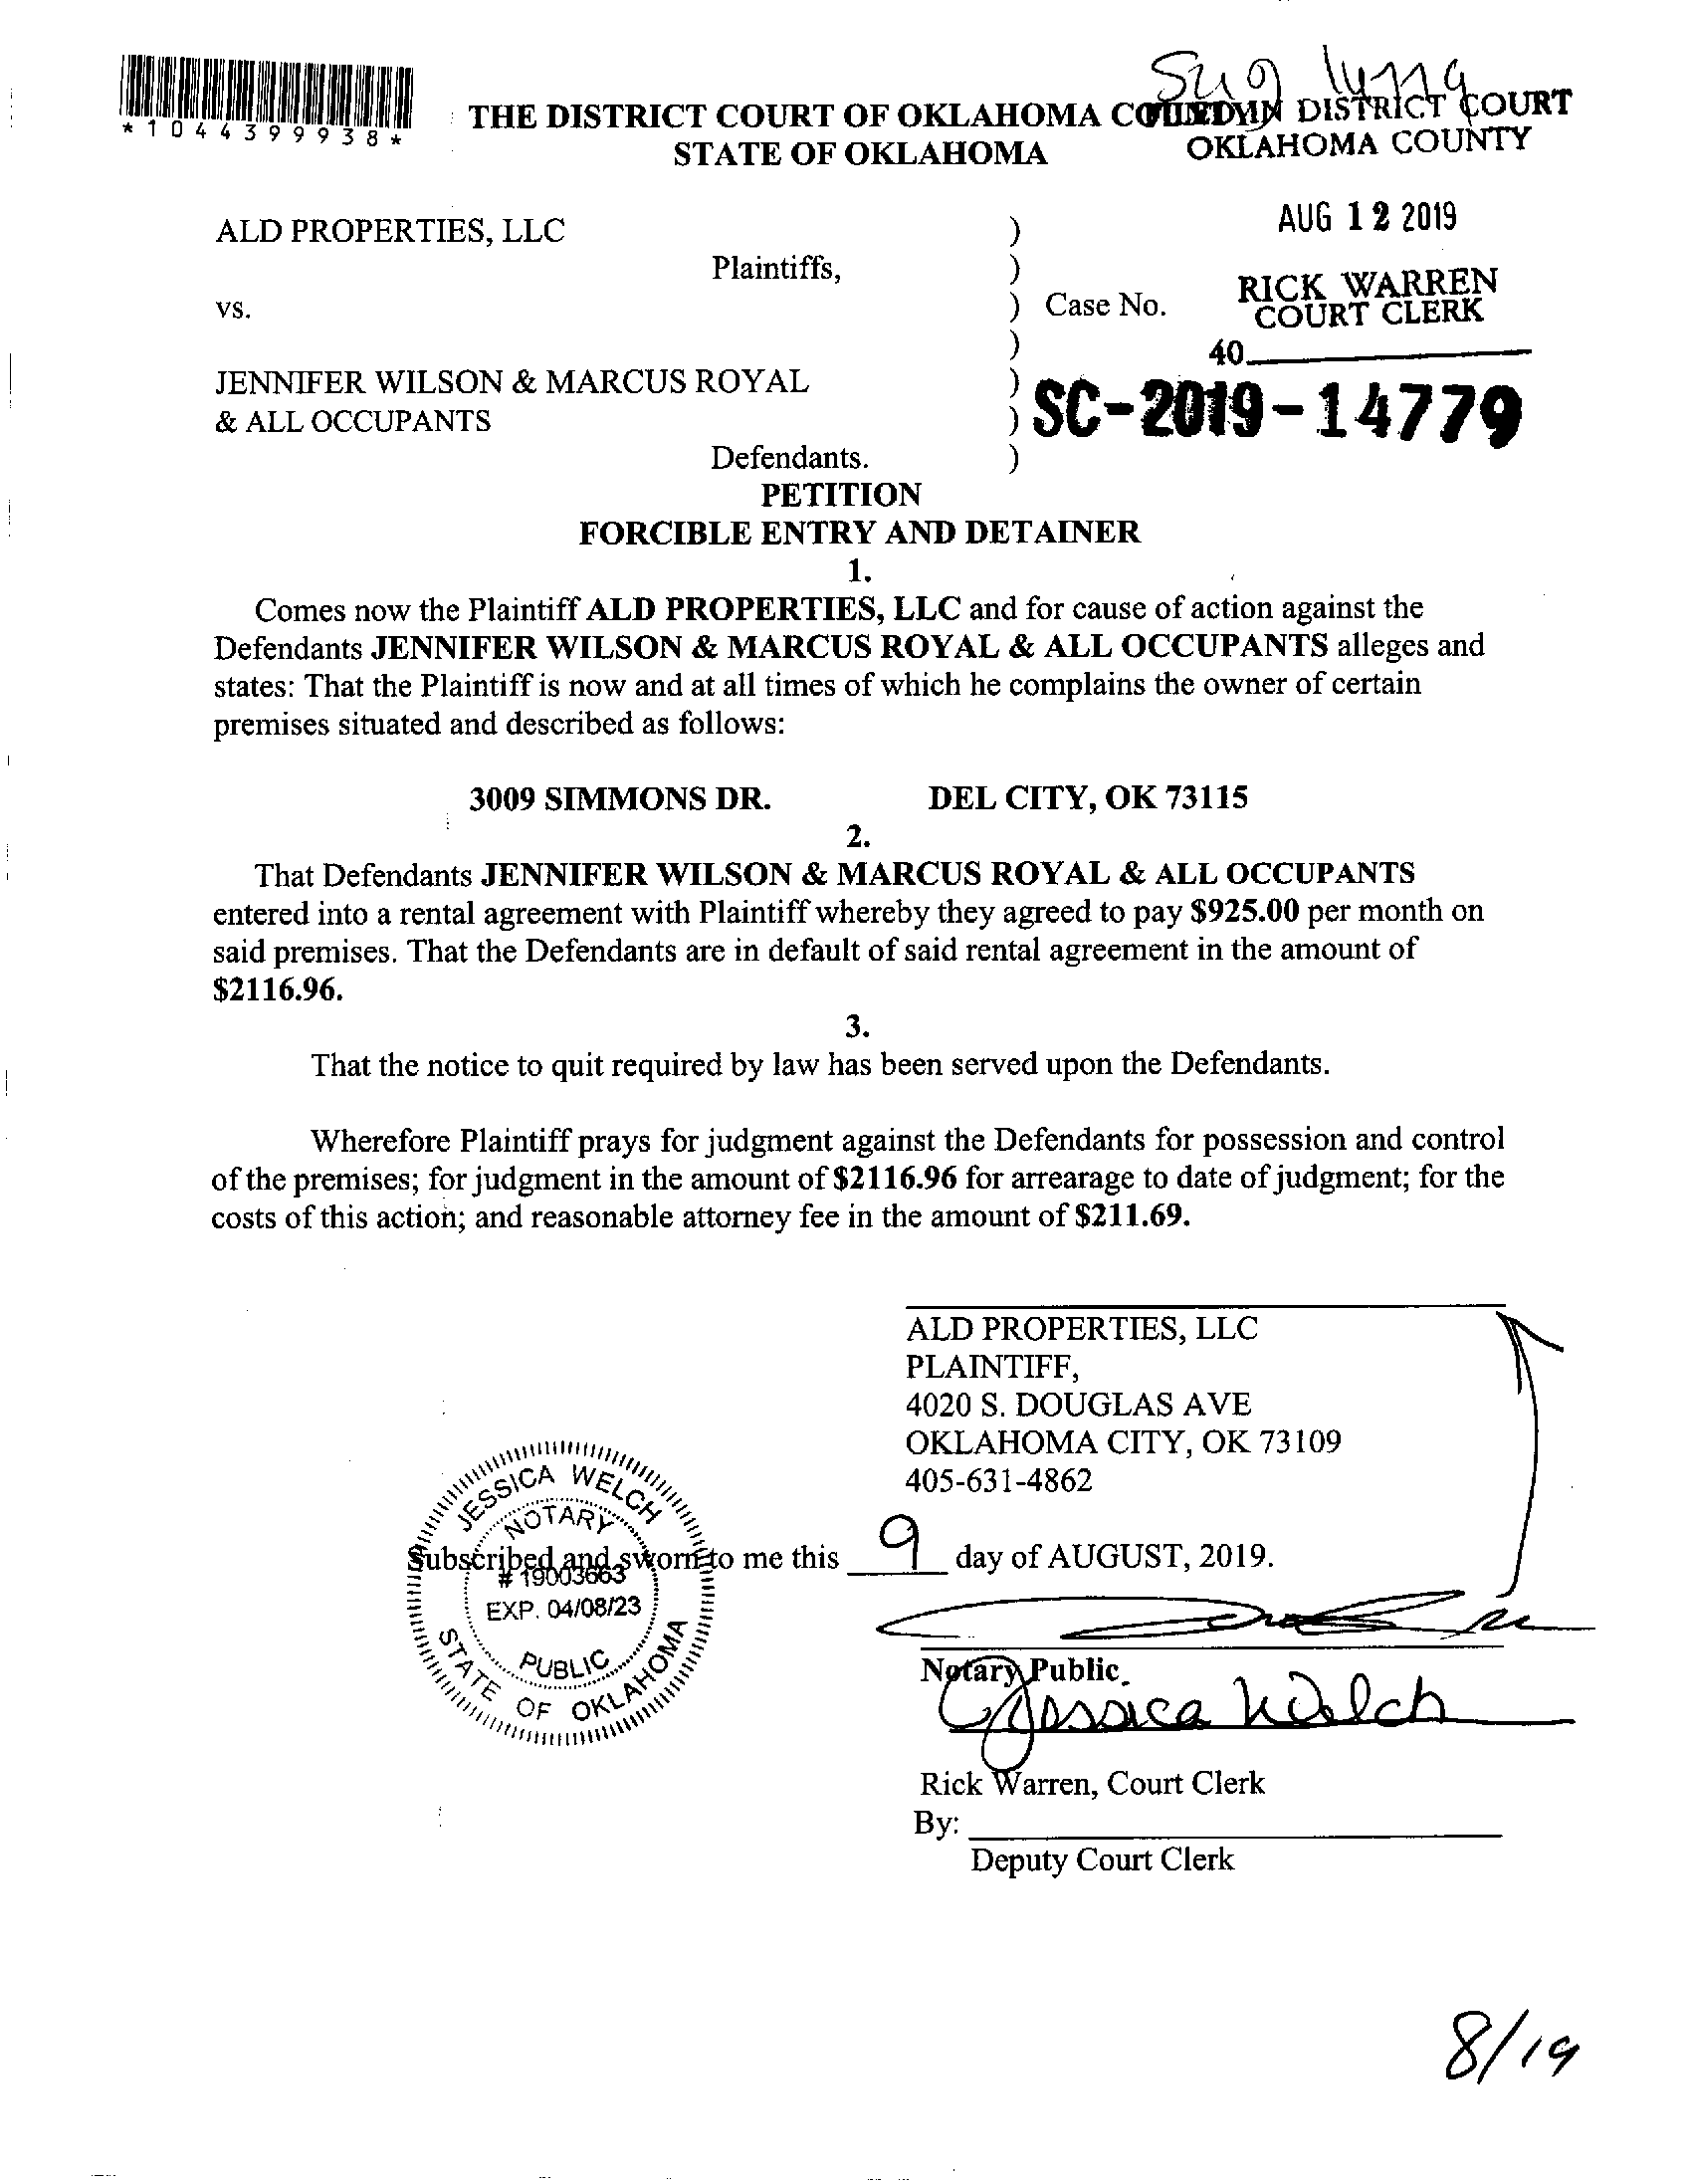 *1044399938*
THE DISTRICT COURT OF OKLAHOMA
STATE OF OKLAHOMA
DISTRICT COURT
OKLAHOMA COUNTY
AUG 12 2019
RICK WARREN
COURT CLERK
40
ALD PROPERTIES, LLC )
Plaintiffs, )
vs. ) Case No.
)
JENNIFER WILSON & MARCUS ROYAL )
& ALL OCCUPANTS ) SC-2019-14779
Defendants. )
PETITION
FORCIBLE ENTRY AND DETAINER
1.
Comes now the Plaintiff ALD PROPERTIES, LLC and for cause of action against the
Defendants JENNIFER WILSON & MARCUS ROYAL & ALL OCCUPANTS alleges and
states: That the Plaintiff is now and at all times of which he complains the owner of certain
premises situated and described as follows:
3009 SIMMONS DR. DEL CITY, OK 73115
2.
That Defendants JENNIFER WILSON & MARCUS ROYAL & ALL OCCUPANTS
entered into a rental agreement with Plaintiff whereby they agreed to pay $925.00 per month on
said premises. That the Defendants are in default of said rental agreement in the amount of
$2116.96.
3.
That the notice to quit required by law has been served upon the Defendants.
Wherefore Plaintiff prays for judgment against the Defendants for possession and control
of the premises; for judgment in the amount of $2116.96 for arrearage to date of judgment; for the
costs of this action; and reasonable attorney fee in the amount of $211.69.
ALD PROPERTIES, LLC
PLAINTIFF,
4020 S. DOUGLAS AVE
OKLAHOMA CITY, OK 73109
405-631-4862
JESSICA WELCH
NOTARY
# 19003663
EXP. 04/08/23
PUBLIC
STATE OF OKLAHOMA
Subscribed and sworn to me this 9 day of AUGUST, 2019.
Notary Public
Jessica Welch
Rick Warren, Court Clerk
By:
Deputy Court Clerk
8/19